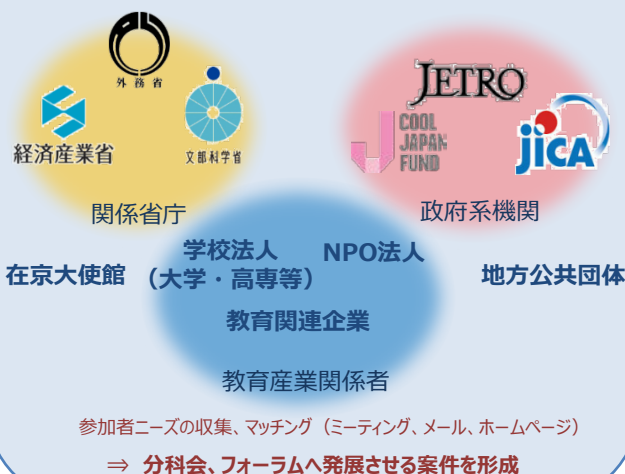 外務省
経済産業省
文部科学省
関係省庁
JETRO
COOL
JAPAN
FUND
JICA
政府系機関
在京大使館
学校法人
（大学・高専等）
NPO法人
地方公共団体
教育関連企業
教育産業関係者
参加者ニーズの収集、マッチング（ミーティング、メール、ホームページ）
⇒ 分科会、フォーラムへ発展させる案件を形成